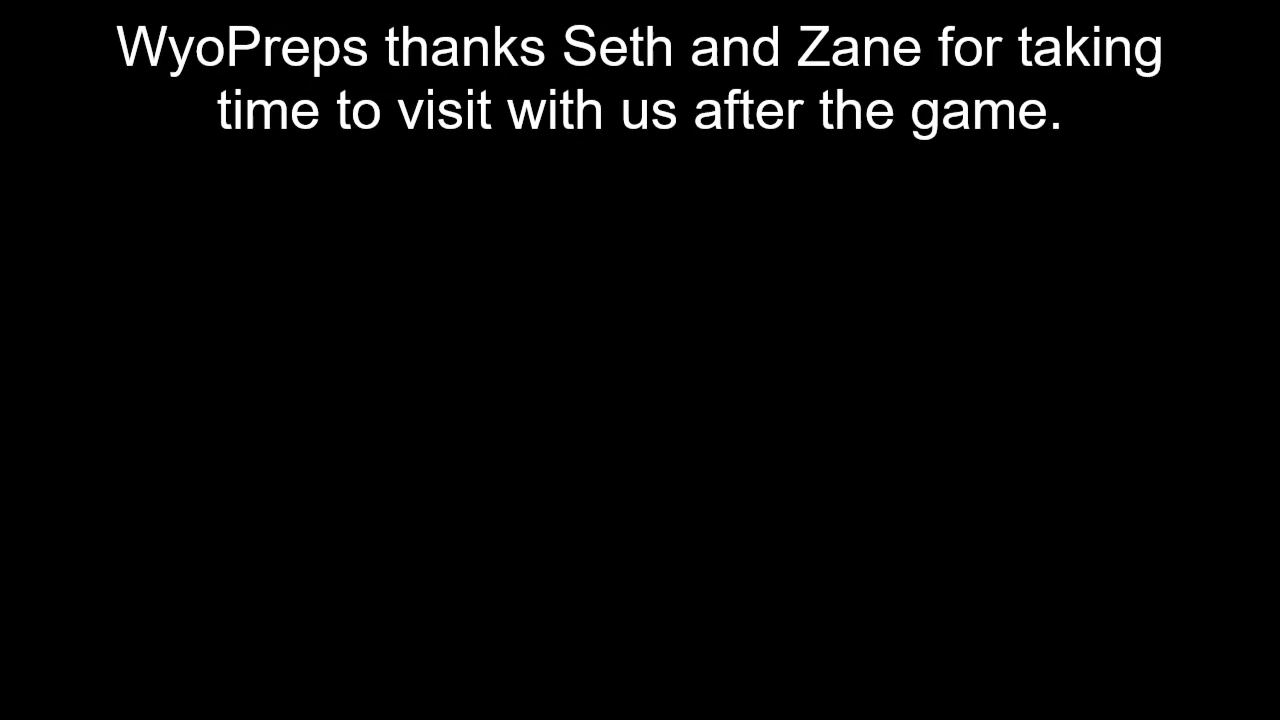 WyoPreps thanks Seth and Zane for taking
time to visit with us after the game.